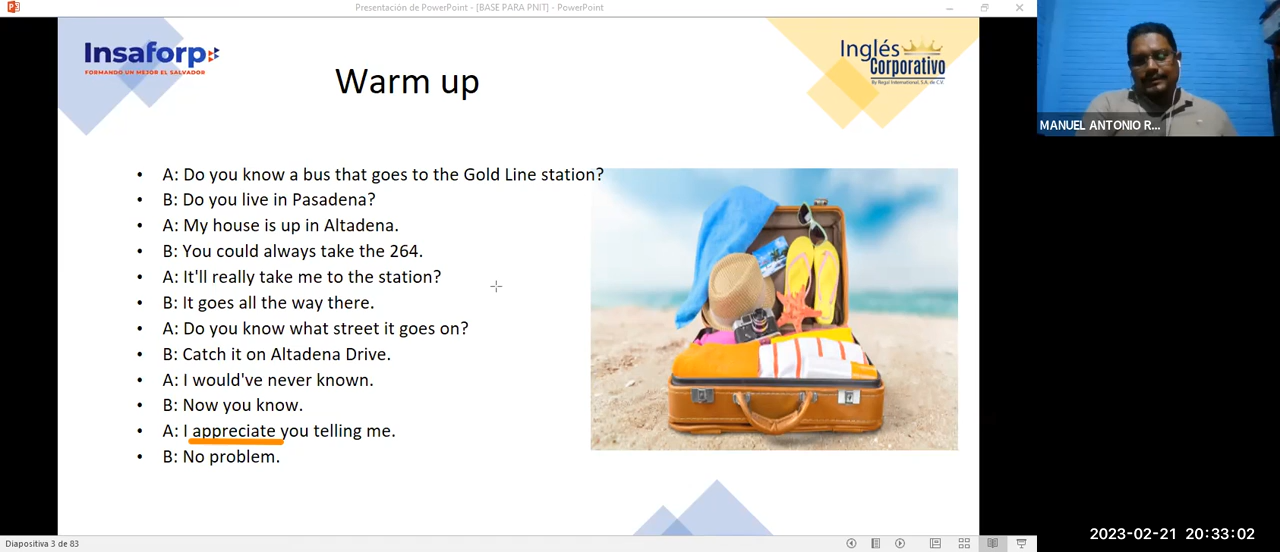 Presentación de PowerPoint - [BASE PARA PNIT] - PowerPoint
Insaforp
FORMANDO UN MEJOR EL SALVADOR
Inglés
Corporativo
By Regal International, S.A. de C.V.
MANUEL ANTONIO R...
Warm up
• A: Do you know a bus that goes to the Gold Line station?
• B: Do you live in Pasadena?
• A: My house is up in Altadena.
• B: You could always take the 264.
• A: It'll really take me to the station?
• B: It goes all the way there.
• A: Do you know what street it goes on?
• B: Catch it on Altadena Drive.
• A: I would've never known.
• B: Now you know.
• A: I appreciate you telling me.
• B: No problem.
Diapositiva 3 de 83
2023-02-21 20:33:02